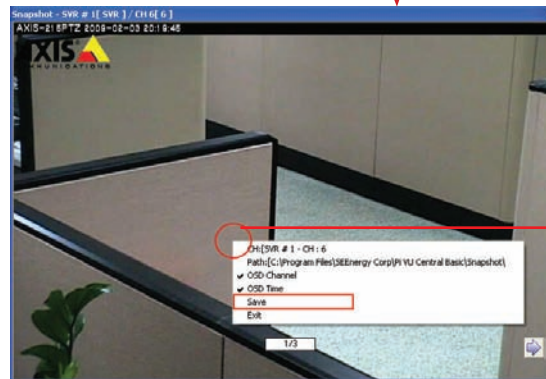 Snapshot - SVR # 1[ SVR ] / CH 6[ 6 ]
AXIS-215PTZ 2009-02-03 20:19:45
AXIS
COMMUNICATIONS
CH:[SVR # 1 - CH : 6
Path:[C:\Program Files\SEEnergy Corp\Pi VU Central Basic\Snapshot\
OSD Channel
OSD Time
Save
Exit
1/3